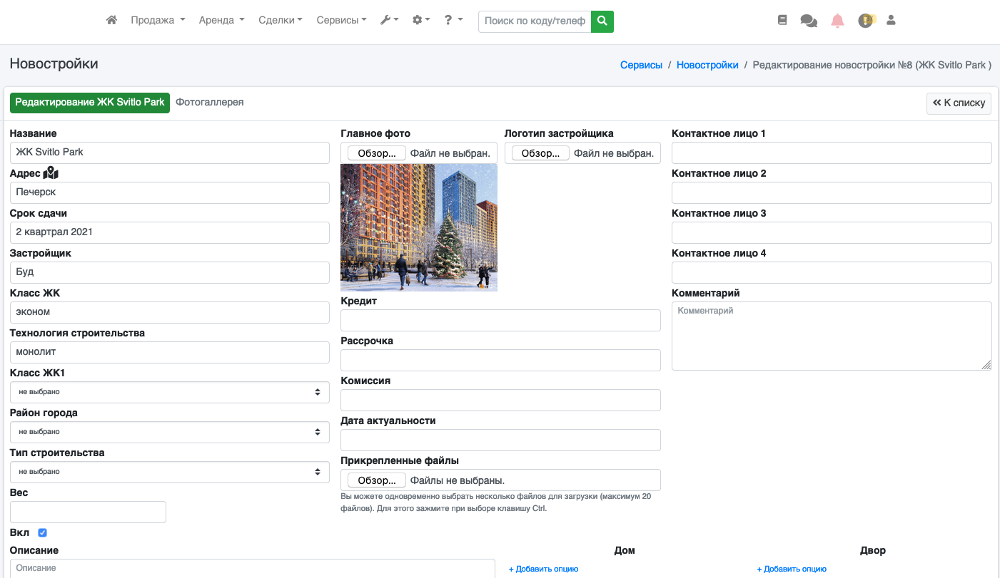 Продажа Аренда Сделки Сервисы ? Поиск по коду/телеф
Новостройки
Сервисы / Новостройки / Редактирование новостройки №8 (ЖК Svitlo Park )
Редактирование ЖК Svitlo Park Фотогаллерея « К списку
Название
ЖК Svitlo Park
Адрес
Печерск
Срок сдачи
2 квартрал 2021
Застройщик
Буд
Класс ЖК
эконом
Технология строительства
монолит
Класс ЖК1
не выбрано
Район города
не выбрано
Тип строительства
не выбрано
Вес
Вкл
Главное фото
Обзор... Файл не выбран.
Логотип застройщика
Обзор... Файл не выбран.
Кредит
Рассрочка
Комиссия
Дата актуальности
Прикрепленные файлы
Обзор... Файлы не выбраны.
Вы можете одновременно выбрать несколько файлов для загрузки (максимум 20
файлов). Для этого зажмите при выборе клавишу Ctrl.
Контактное лицо 1
Контактное лицо 2
Контактное лицо 3
Контактное лицо 4
Комментарий
Комментарий
Описание
Описание
Дом
+ Добавить опцию
Двор
+ Добавить опцию